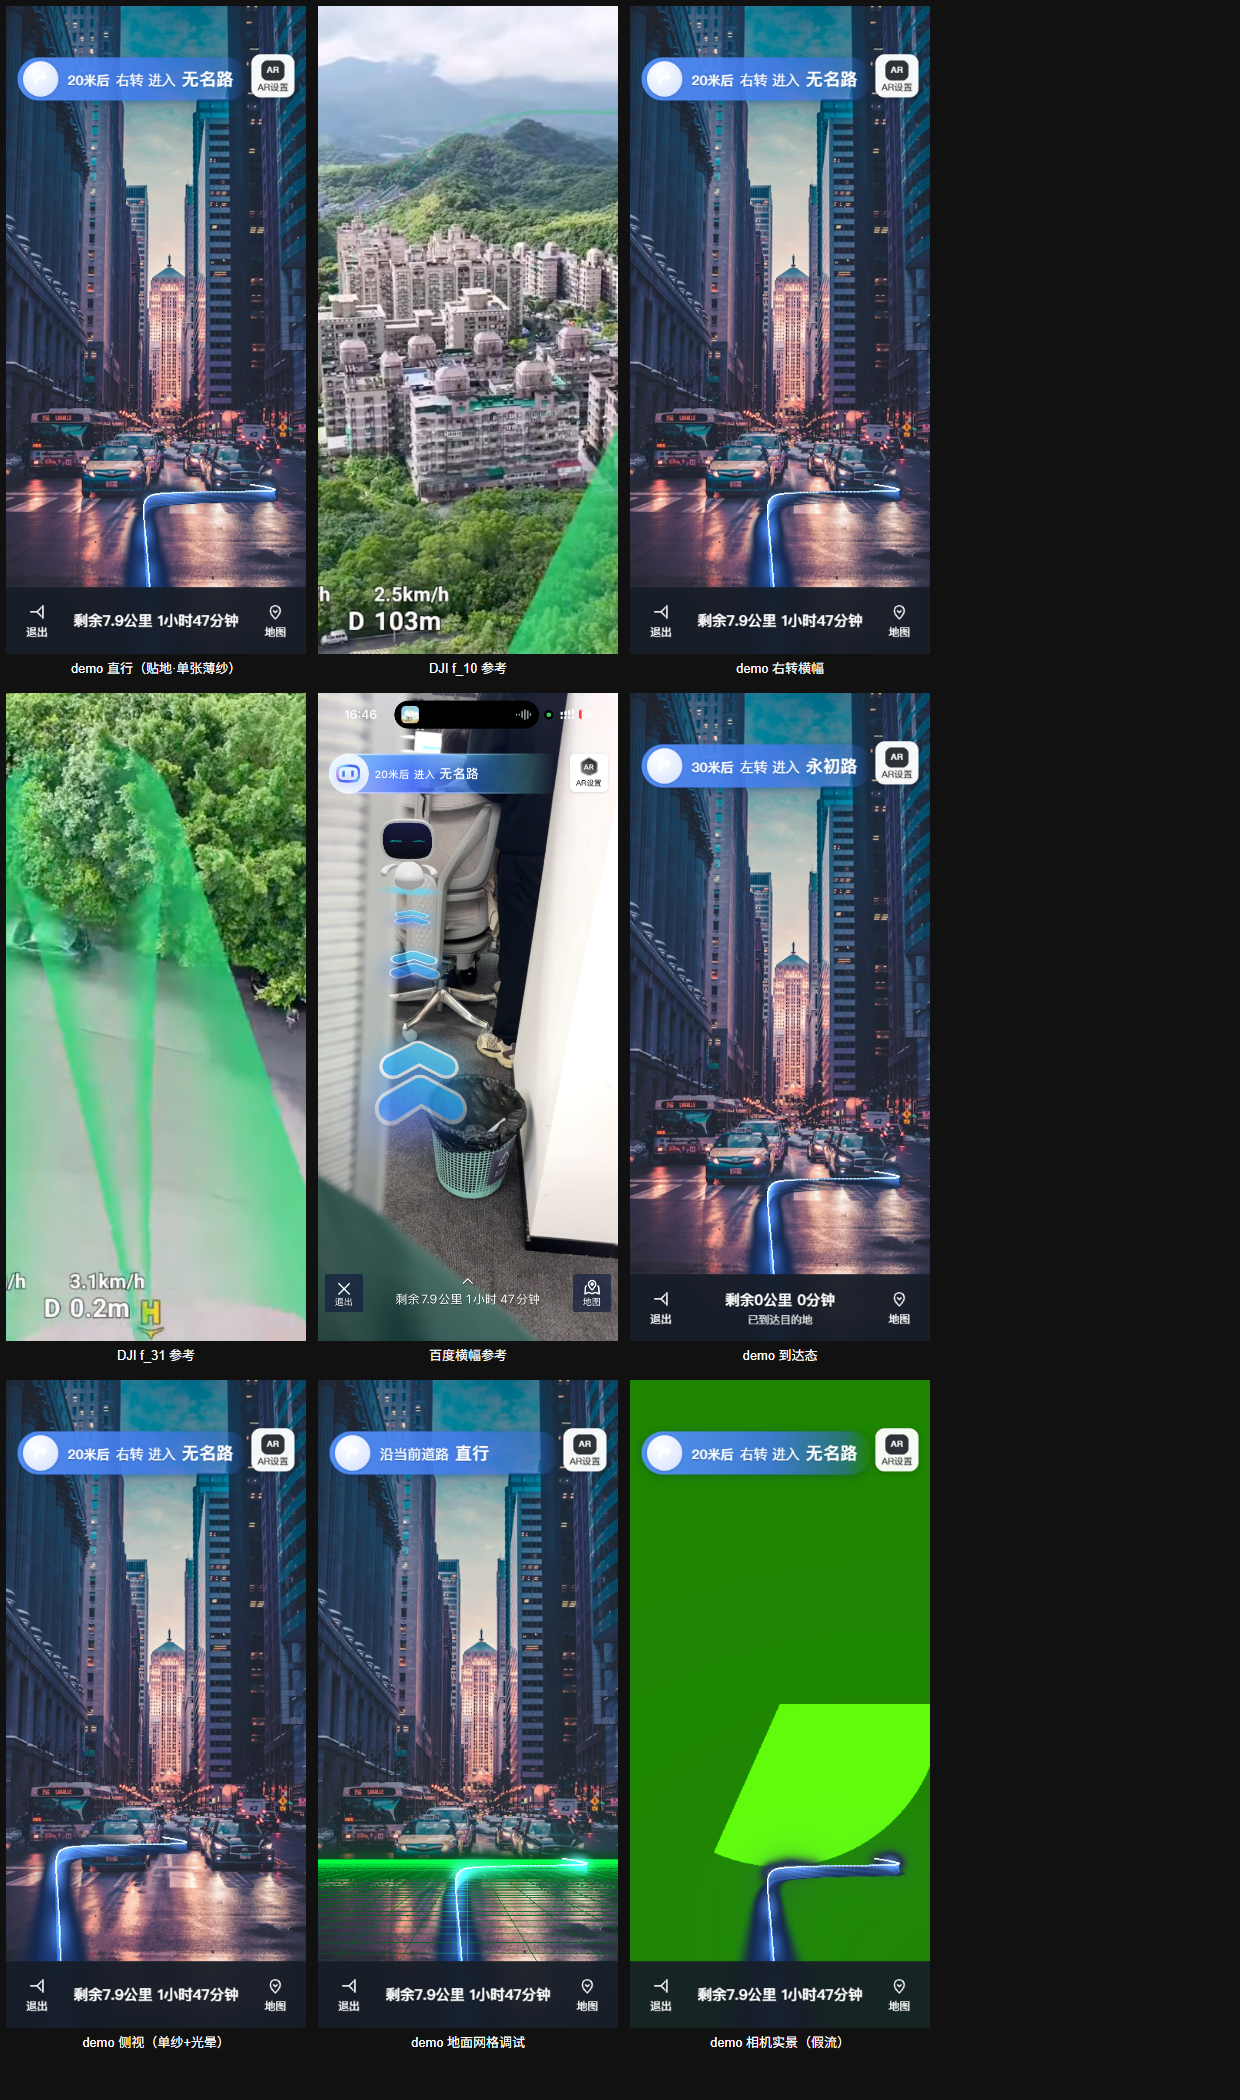 20米后 右转 进入 无名路
AR
AR设置
剩余7.9公里 1小时47分钟
退出
地图
demo 直行（贴地·单张薄纱）
/h
2.5km/h
D 103m
DJI f_10 参考
20米后 右转 进入 无名路
AR
AR设置
剩余7.9公里 1小时47分钟
退出
地图
demo 右转横幅
/h
3.1km/h
D 0.2m H
DJI f_31 参考
16:46
20米后 进入 无名路
AR
AR设置
剩余7.9公里 1小时 47分钟
退出
地图
百度横幅参考
30米后 左转 进入 永初路
AR
AR设置
剩余0公里 0分钟
已到达目的地
退出
地图
demo 到达态
20米后 右转 进入 无名路
AR
AR设置
剩余7.9公里 1小时47分钟
退出
地图
demo 侧视（单纱+光晕）
沿当前道路 直行
AR
AR设置
剩余7.9公里 1小时47分钟
退出
地图
demo 地面网格调试
20米后 右转 进入 无名路
AR
AR设置
剩余7.9公里 1小时47分钟
退出
地图
demo 相机实景（假流）